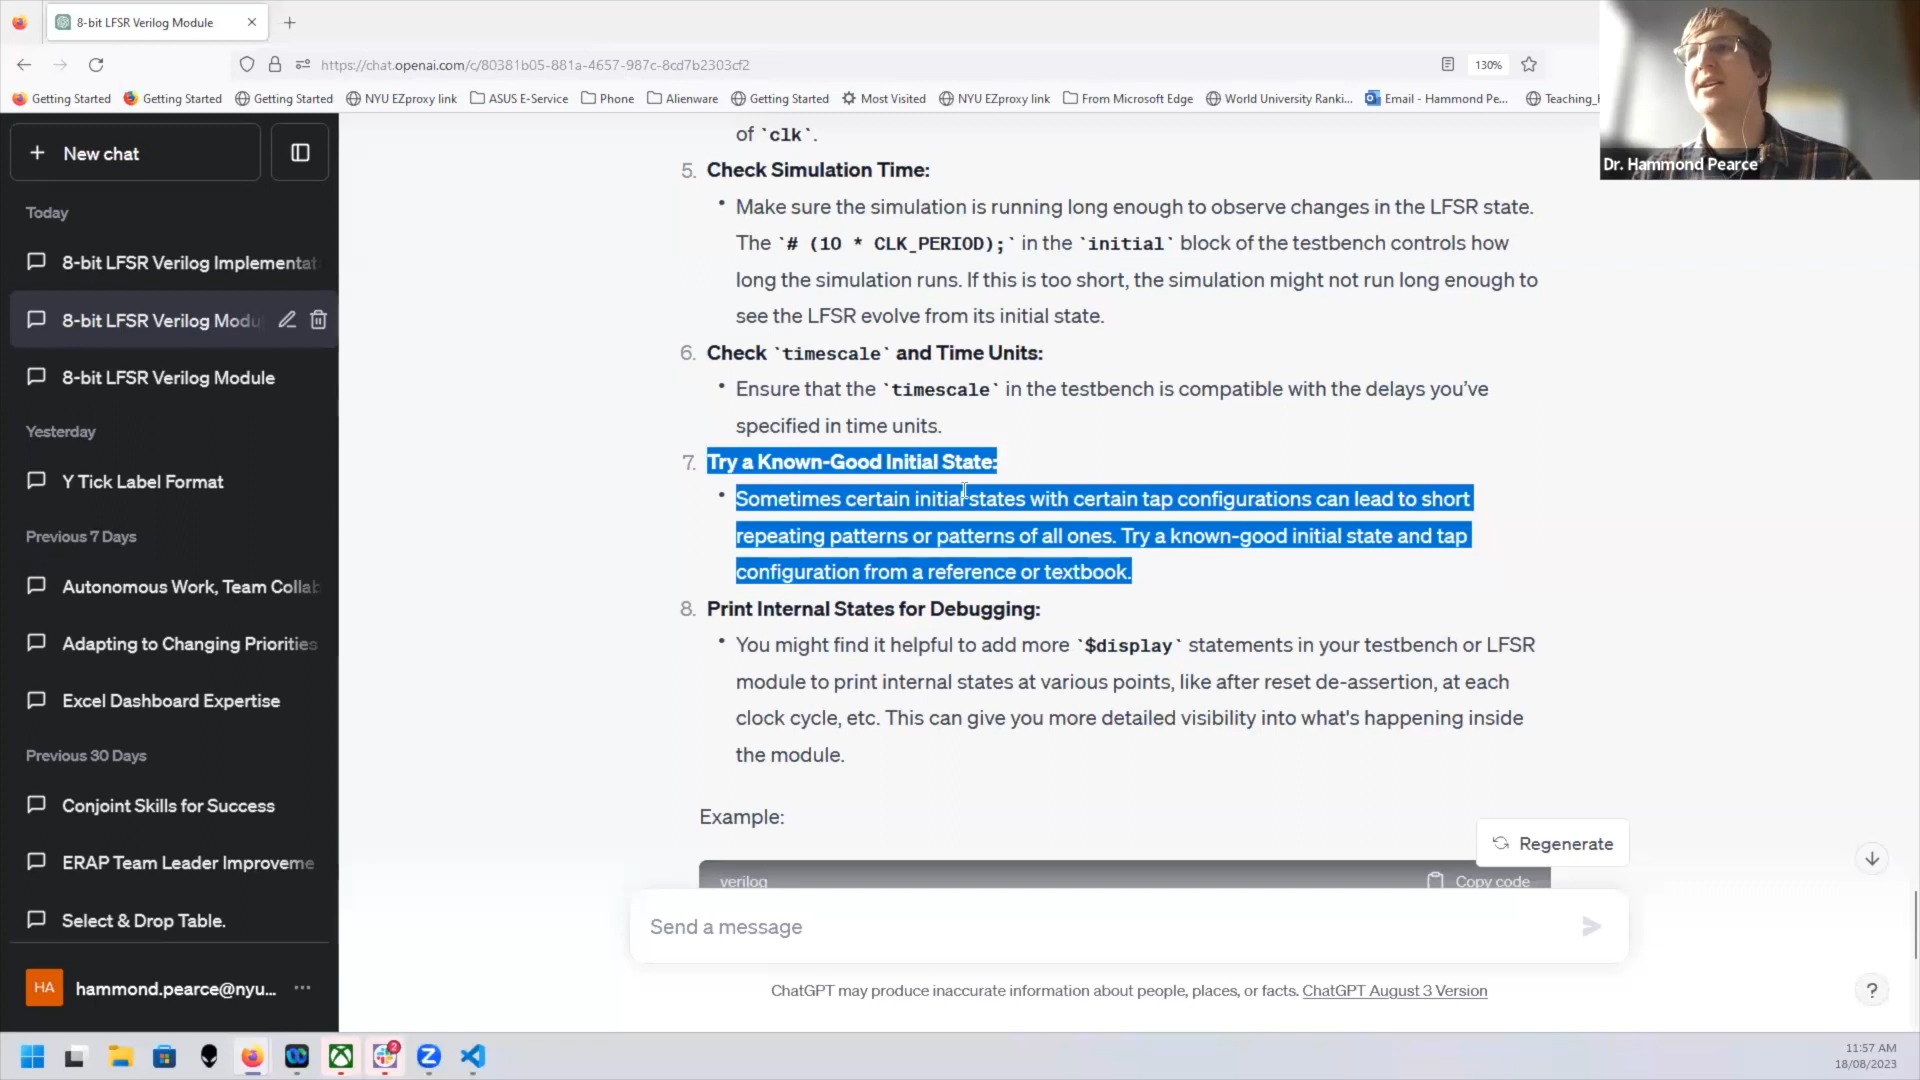 8-bit LFSR Verilog Module
https://chat.openai.com/c/80381b05-881a-4657-987c-8cd7b2303cf2
130%
Getting Started
Getting Started
Getting Started
NYU EZproxy link
ASUS E-Service
Phone
Alienware
Getting Started
Most Visited
NYU EZproxy link
From Microsoft Edge
World University Ranki...
Email - Hammond Pe...
Dr. Hammond Pearce
New chat
Today
8-bit LFSR Verilog Implementat
8-bit LFSR Verilog Modu
8-bit LFSR Verilog Module
Yesterday
Y Tick Label Format
Previous 7 Days
Autonomous Work, Team Collab
Adapting to Changing Priorities
Excel Dashboard Expertise
Previous 30 Days
Conjoint Skills for Success
ERAP Team Leader Improveme
Select & Drop Table.
HA
hammond.pearce@nyu...
of `clk`.
5. Check Simulation Time:
• Make sure the simulation is running long enough to observe changes in the LFSR state.
The `# (10 * CLK_PERIOD);` in the `initial` block of the testbench controls how
long the simulation runs. If this is too short, the simulation might not run long enough to
see the LFSR evolve from its initial state.
6. Check `timescale` and Time Units:
• Ensure that the `timescale` in the testbench is compatible with the delays you've
specified in time units.
7. Try a Known-Good Initial State:
• Sometimes certain initial states with certain tap configurations can lead to short
repeating patterns or patterns of all ones. Try a known-good initial state and tap
configuration from a reference or textbook.
8. Print Internal States for Debugging:
• You might find it helpful to add more `$display` statements in your testbench or LFSR
module to print internal states at various points, like after reset de-assertion, at each
clock cycle, etc. This can give you more detailed visibility into what's happening inside
the module.
Example:
Regenerate
verilog
Copy code
Send a message
ChatGPT may produce inaccurate information about people, places, or facts. ChatGPT August 3 Version
?
2
11:57 AM
18/08/2023